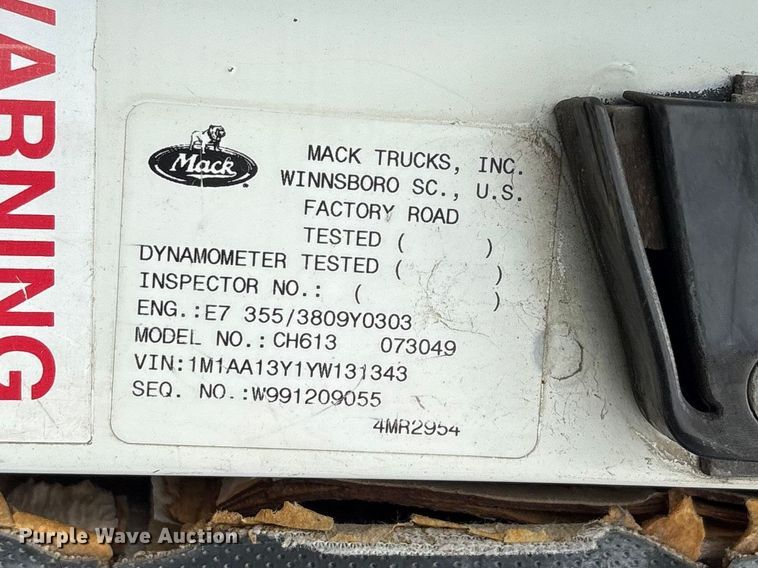 WARNING
Mack
MACK TRUCKS, INC.
WINNSBORO SC., U.S.
FACTORY ROAD
TESTED ( )
DYNAMOMETER TESTED ( )
INSPECTOR NO.: ( )
ENG.:E7 355/3809Y0303
MODEL NO.:CH613 073049
VIN:1M1AA13Y1YW131343
SEQ. NO.:W991209055
4MR2954
Purple Wave Auction